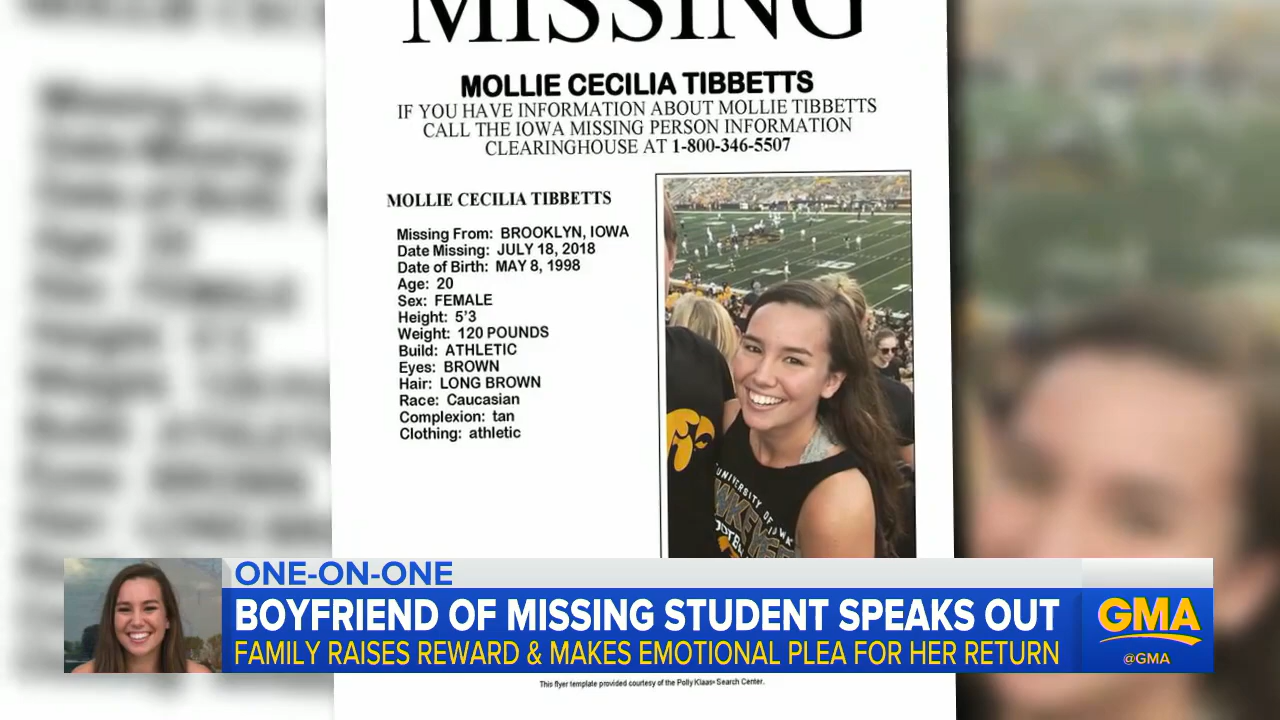 MISSING
MOLLIE CECILIA TIBBETTS
IF YOU HAVE INFORMATION ABOUT MOLLIE TIBBETTS
CALL THE IOWA MISSING PERSON INFORMATION
CLEARINGHOUSE AT 1-800-346-5507
MOLLIE CECILIA TIBBETTS
Missing From: BROOKLYN, IOWA
Date Missing: JULY 18, 2018
Date of Birth: MAY 8, 1998
Age: 20
Sex: FEMALE
Height: 5'3
Weight: 120 POUNDS
Build: ATHLETIC
Eyes: BROWN
Hair: LONG BROWN
Race: Caucasian
Complexion: tan
Clothing: athletic
UNIVERSITY OF
ONE-ON-ONE
BOYFRIEND OF MISSING STUDENT SPEAKS OUT
FAMILY RAISES REWARD & MAKES EMOTIONAL PLEA FOR HER RETURN
GMA
@GMA
This flyer template provided courtesy of the Polly Klaas® Search Center.